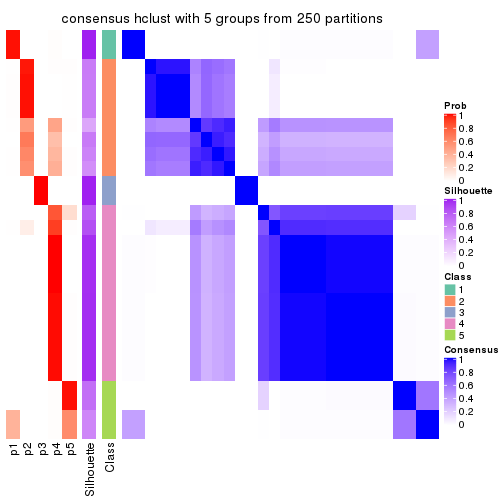 consensus hclust with 5 groups from 250 partitions
Prob
1
0.8
0.6
0.4
0.2
0
Silhouette
1
0.8
0.6
0.4
0.2
0
Class
1
2
3
4
5
Consensus
1
0.8
0.6
0.4
0.2
0
p1
p2
p3
p4
p5
Silhouette
Class